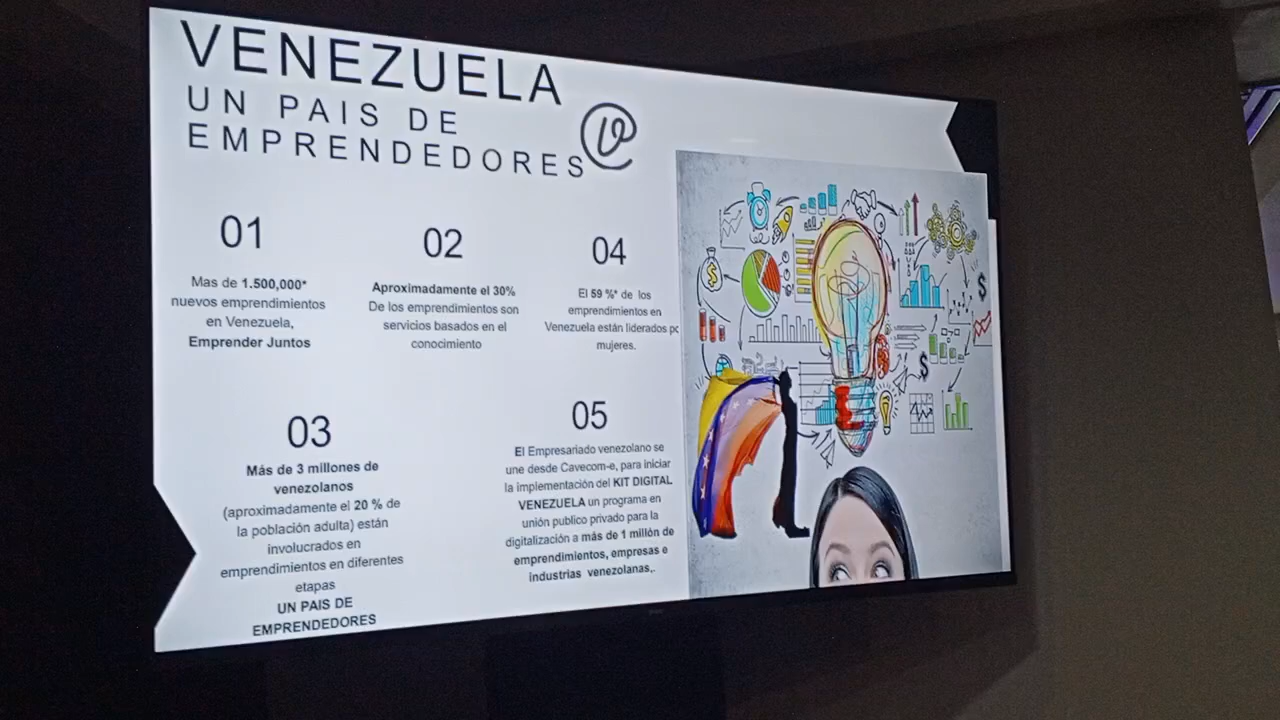 VENEZUELA
UN PAIS DE
EMPRENDEDORES
01
Mas de 1.500,000*
nuevos emprendimientos
en Venezuela,
Emprender Juntos
02
Aproximadamente el 30%
De los emprendimientos son
servicios basados en el
conocimiento
04
El 59 %* de los
emprendimientos en
Venezuela están liderados
mujeres.
03
Más de 3 millones de
venezolanos
(aproximadamente el 20 % de
la población adulta) están
involucrados en
emprendimientos en diferentes
etapas
UN PAIS DE
EMPRENDEDORES
05
El Empresariado venezolano se
une desde Cavecom-e, para iniciar
la implementación del KIT DIGITAL
VENEZUELA un programa en
unión publico privado para la
digitalización a más de 1 millón de
emprendimientos, empresas e
industrias venezolanas,.